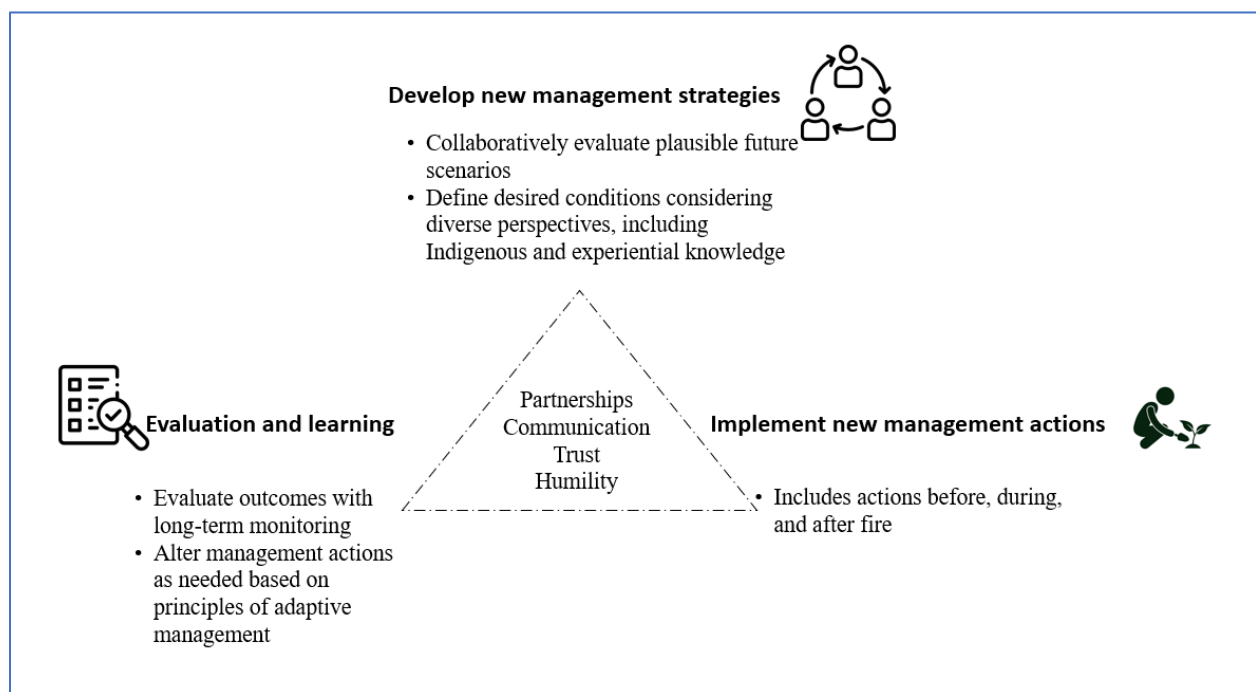 Develop new management strategies
• Collaboratively evaluate plausible future
scenarios
• Define desired conditions considering
diverse perspectives, including
Indigenous and experiential knowledge
Partnerships
Communication
Trust
Humility
Evaluation and learning
• Evaluate outcomes with
long-term monitoring
• Alter management actions
as needed based on
principles of adaptive
management
Implement new management actions
• Includes actions before, during,
and after fire